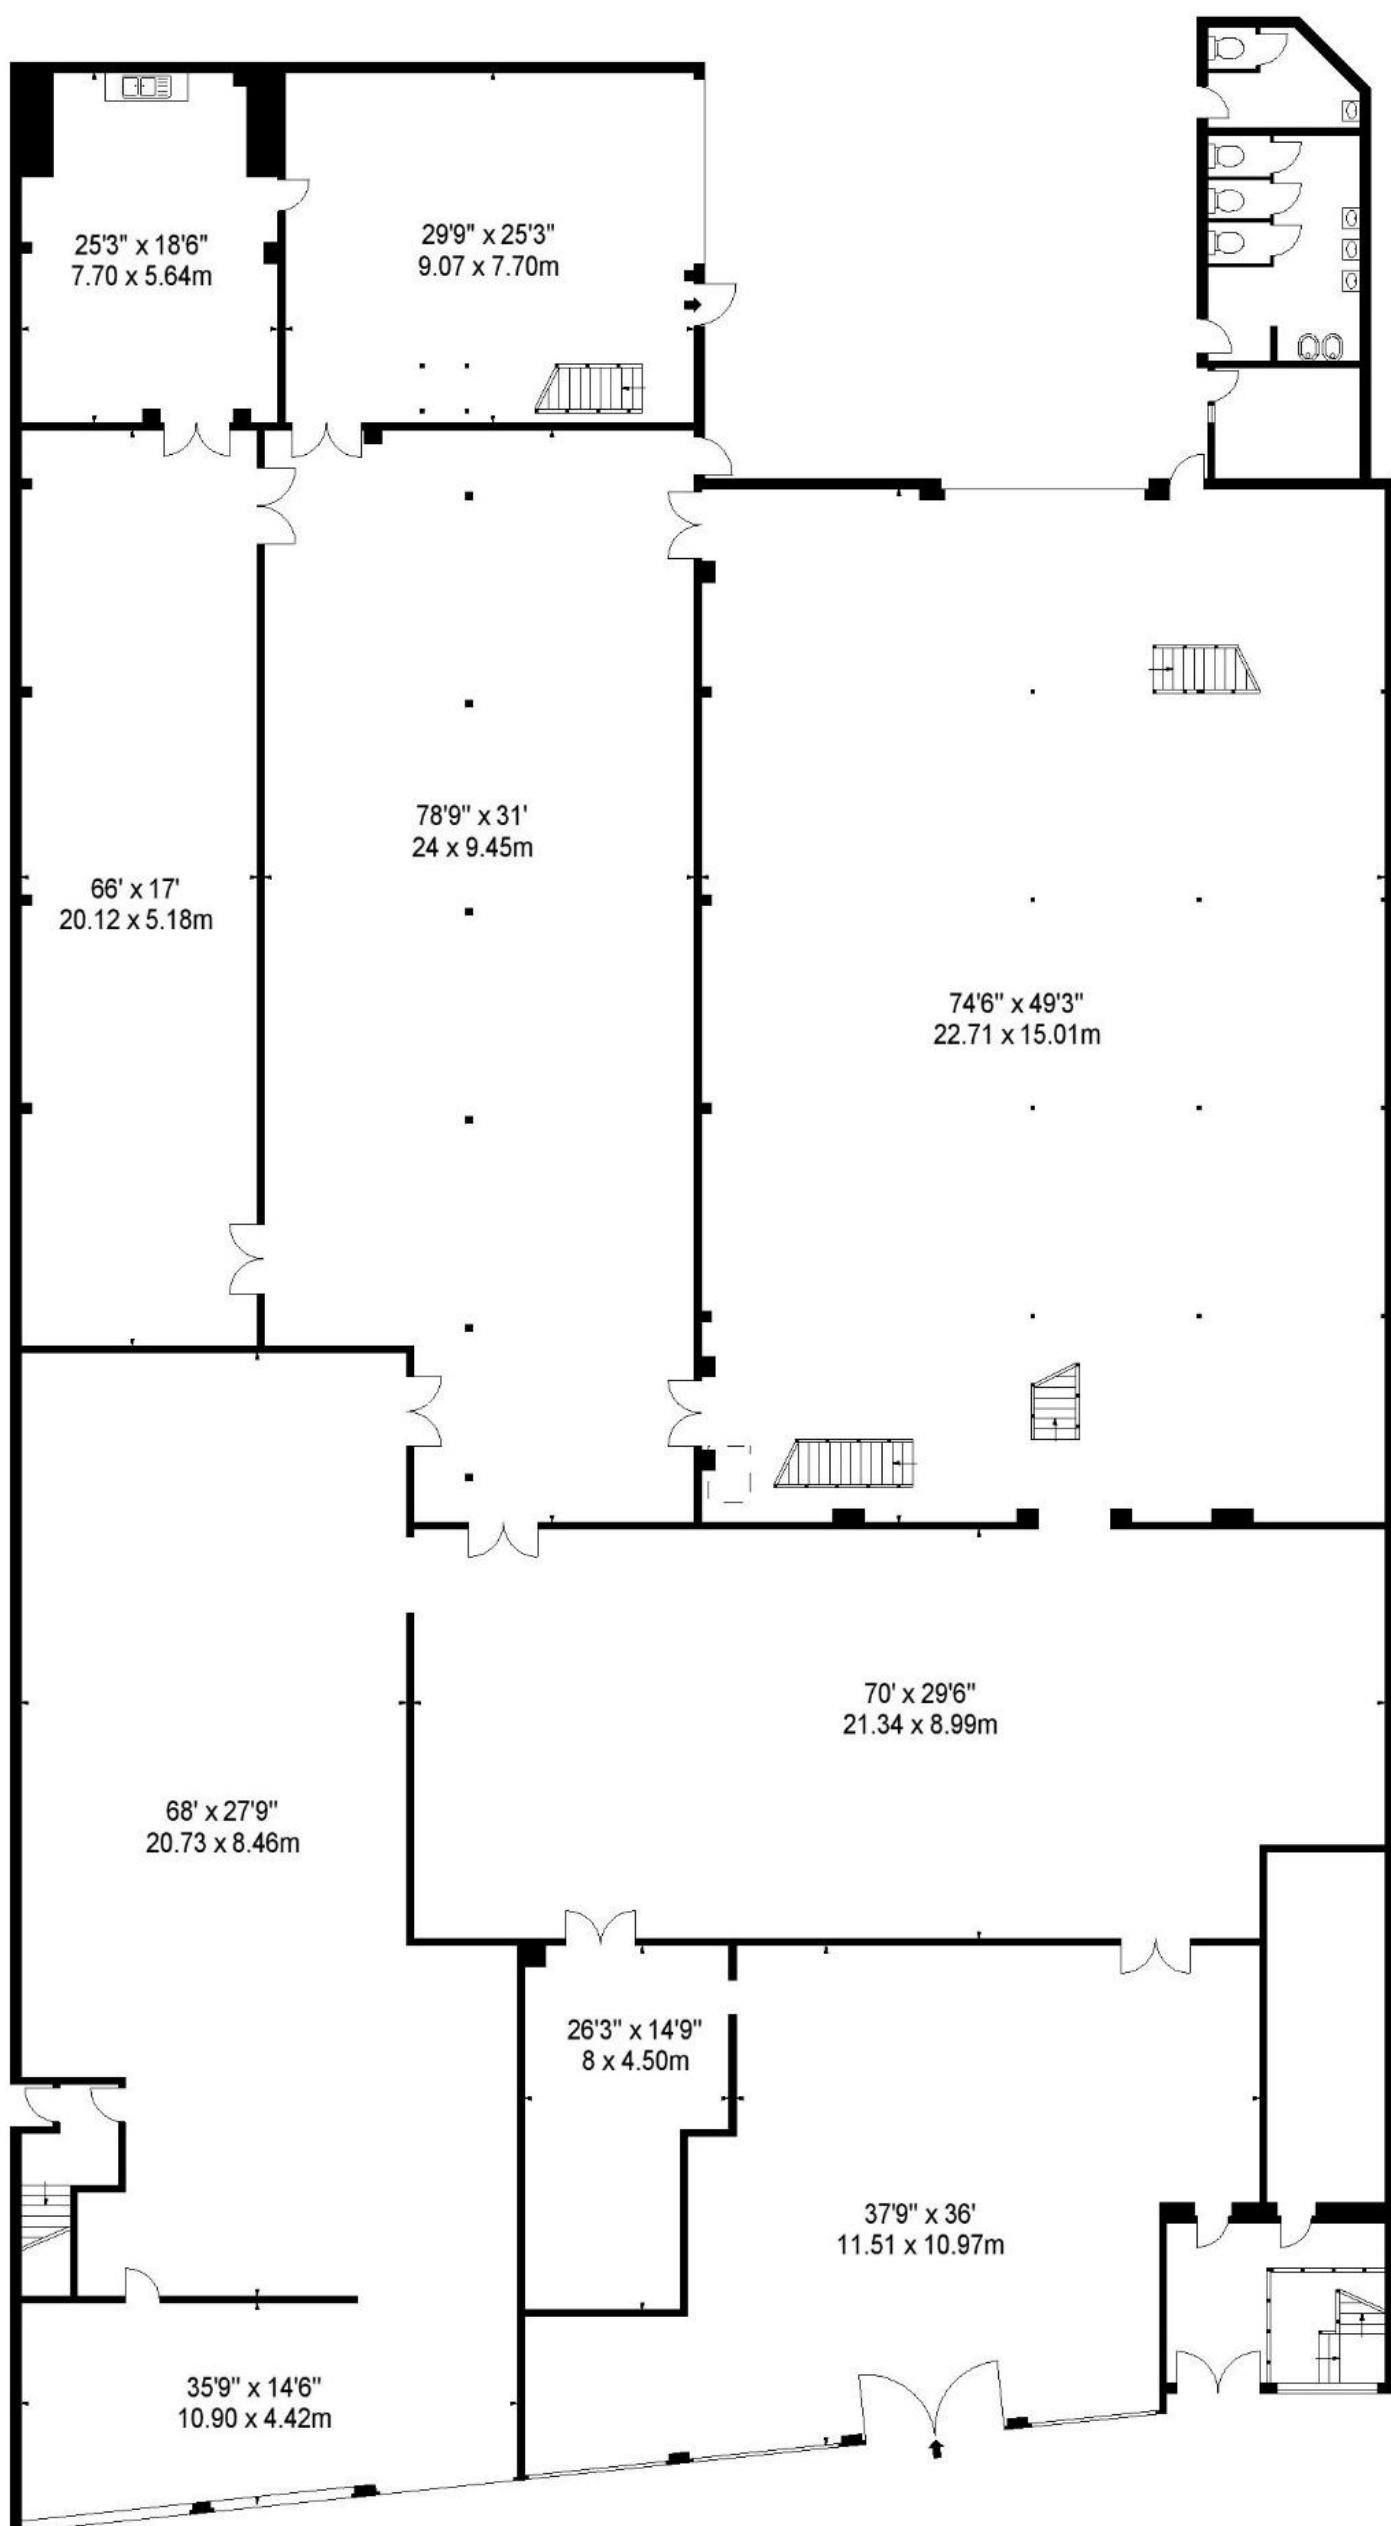 25'3" x 18'6"
7.70 x 5.64m
29'9" x 25'3"
9.07 x 7.70m
78'9" x 31'
24 x 9.45m
66' x 17'
20.12 x 5.18m
74'6" x 49'3"
22.71 x 15.01m
70' x 29'6"
21.34 x 8.99m
68' x 27'9"
20.73 x 8.46m
26'3" x 14'9"
8 x 4.50m
37'9" x 36'
11.51 x 10.97m
35'9" x 14'6"
10.90 x 4.42m